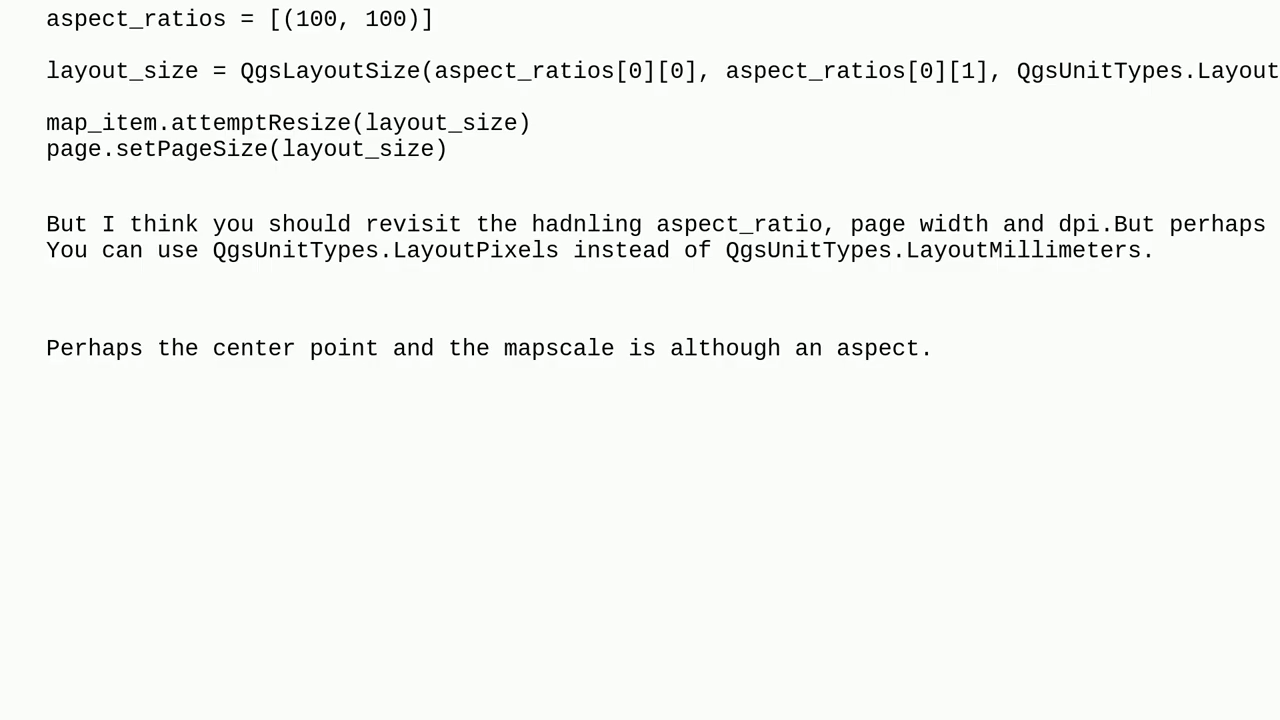 aspect_ratios = [(100, 100)]
layout_size = QgsLayoutSize(aspect_ratios[0][0], aspect_ratios[0][1], QgsUnitTypes.Layout
map_item.attemptResize(layout_size)
page.setPageSize(layout_size)
But I think you should revisit the hadnling aspect_ratio, page width and dpi.But perhaps
You can use QgsUnitTypes.LayoutPixels instead of QgsUnitTypes.LayoutMillimeters.
Perhaps the center point and the mapscale is although an aspect.